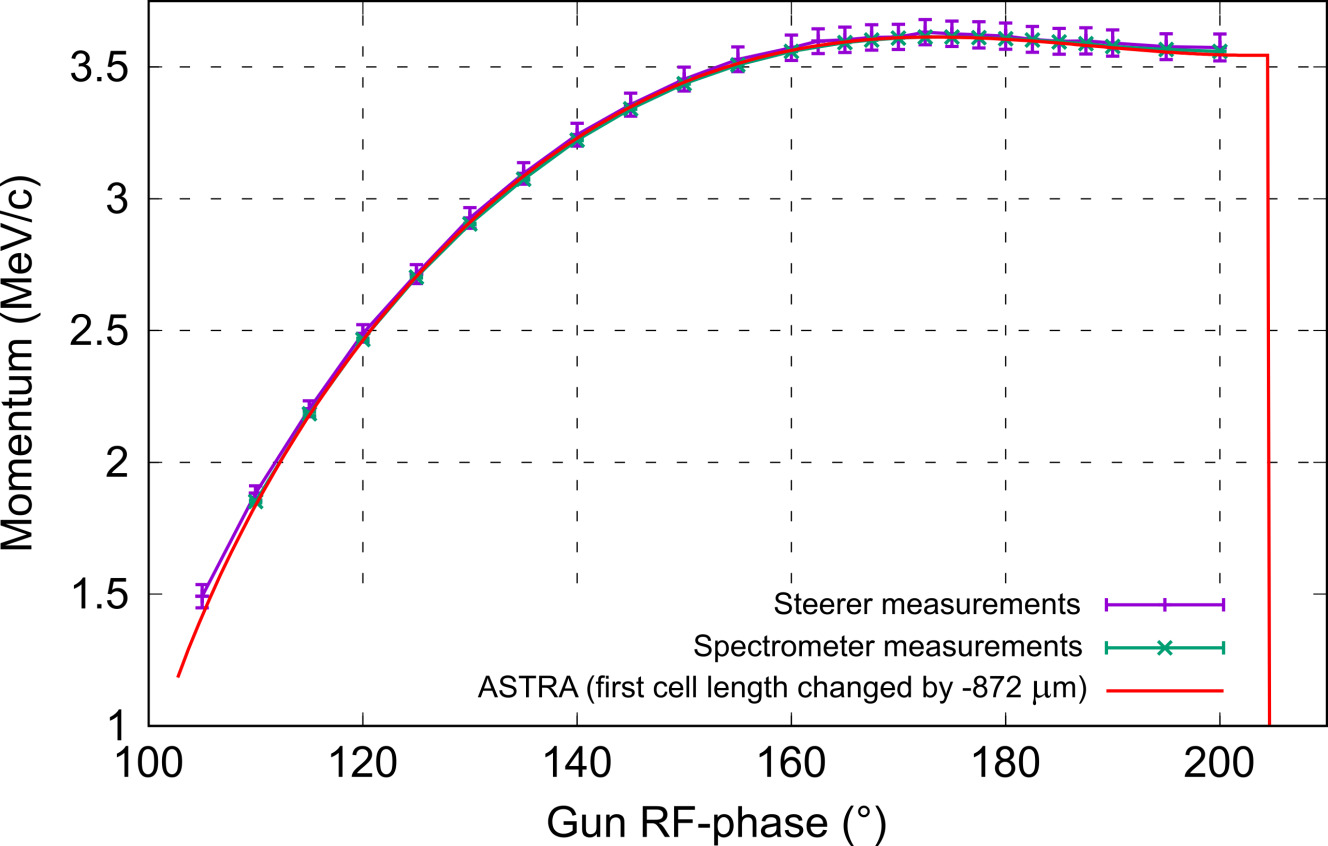 Momentum (MeV/c)
3.5
3
2.5
2
1.5
1
Steerer measurements
Spectrometer measurements
ASTRA (first cell length changed by -872 μm)
100 120 140 160 180 200
Gun RF-phase (°)